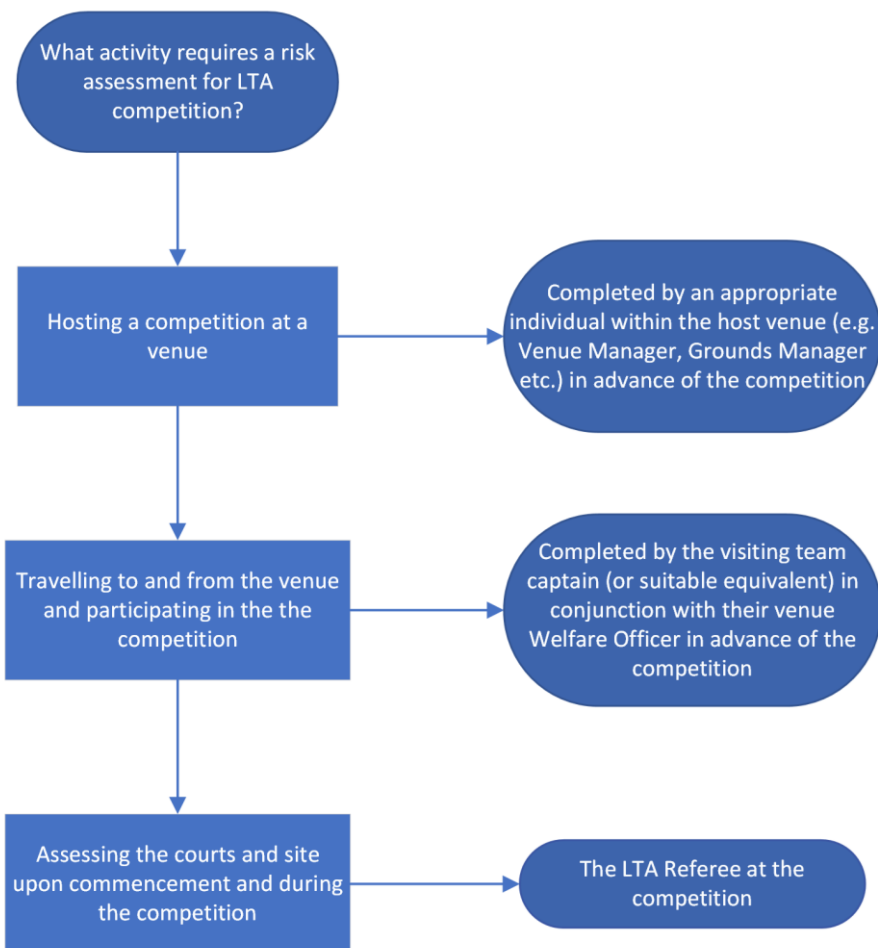 What activity requires a risk
assessment for LTA
competition?
Hosting a competition at a
venue
Completed by an appropriate
individual within the host venue (e.g.
Venue Manager, Grounds Manager
etc.) in advance of the competition
Travelling to and from the venue
and participating in the the
competition
Completed by the visiting team
captain (or suitable equivalent) in
conjunction with their venue
Welfare Officer in advance of the
competition
Assessing the courts and site
upon commencement and during
the competition
The LTA Referee at the
competition